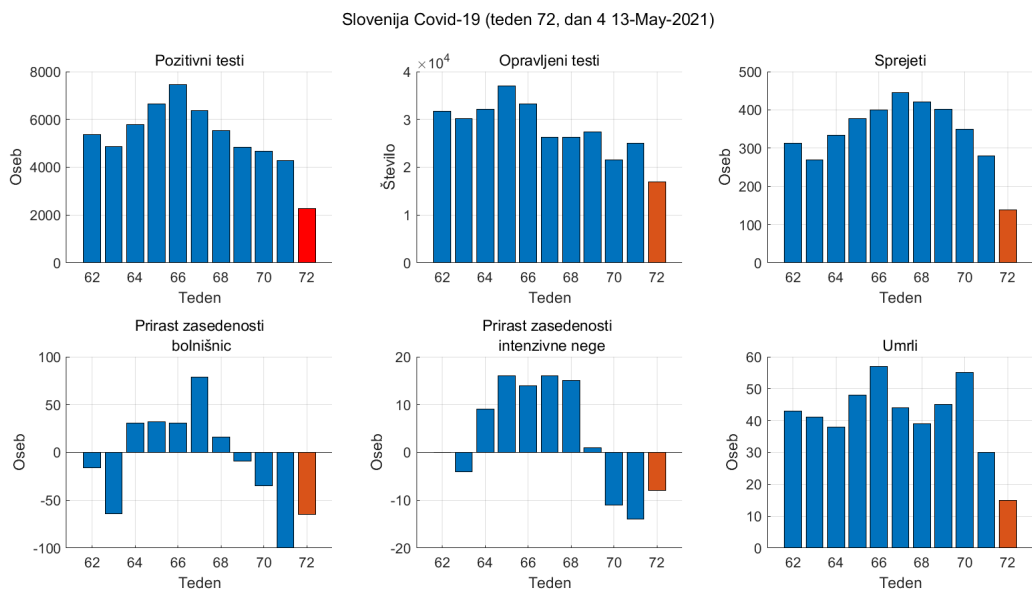 Slovenija Covid-19 (teden 72, dan 4 13-May-2021)
Pozitivni testi
8000
6000
4000
2000
0
Oseb
62 64 66 68 70 72
Teden
Opravljeni testi
×10⁴
4
3
2
1
0
Število
62 64 66 68 70 72
Teden
Sprejeti
500
400
300
200
100
0
Oseb
62 64 66 68 70 72
Teden
Prirast zasedenosti
bolnišnic
100
50
0
-50
-100
Oseb
62 64 66 68 70 72
Teden
Prirast zasedenosti
intenzivne nege
20
10
0
-10
-20
Oseb
62 64 66 68 70 72
Teden
Umrli
60
50
40
30
20
10
0
Oseb
62 64 66 68 70 72
Teden